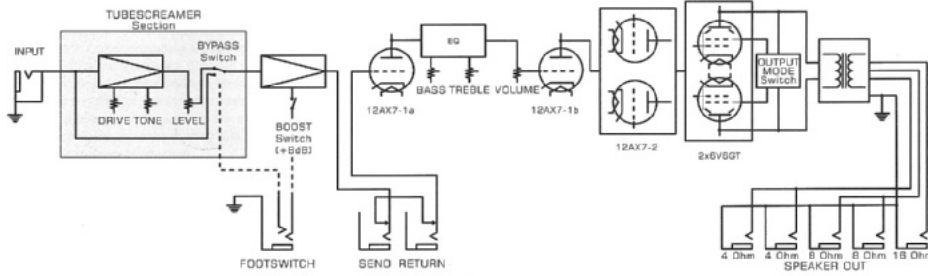 TUBESCREAMER
Section
INPUT
BYPASS
Switch
DRIVE TONE LEVEL
BOOST
Switch
(+6dB)
FOOTSWITCH
SEND RETURN
12AX7-1a
EQ
BASS TREBLE VOLUME
12AX7-1b
12AX7-2
2x6V6GT
OUTPUT
MODE
Switch
4 Ohm 4 Ohm 8 Ohm 8 Ohm 16 Ohm
SPEAKER OUT